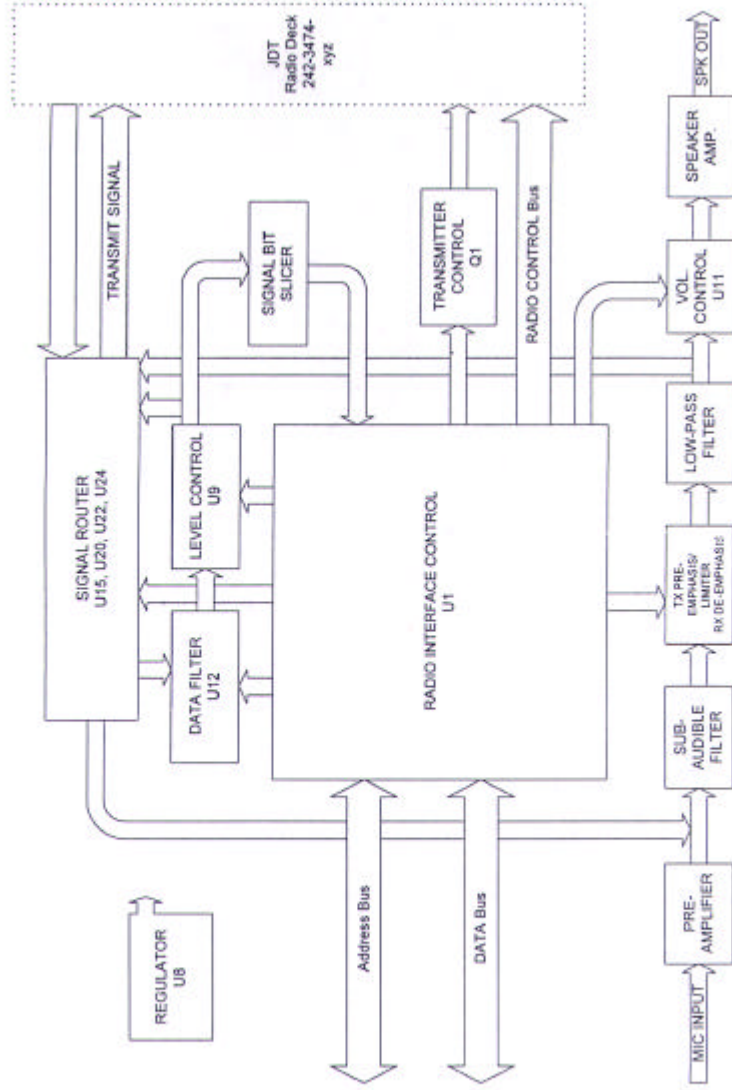 JDT
Radio Deck
242-3474-
xyz
TRANSMIT SIGNAL
SIGNAL ROUTER
U15, U20, U22, U24
SIGNAL BIT
SLICER
LEVEL CONTROL
U9
DATA FILTER
U12
REGULATOR
U8
TRANSMITTER
CONTROL
Q1
RADIO CONTROL Bus
RADIO INTERFACE CONTROL
U1
Address Bus
DATA Bus
MIC INPUT
PRE-
AMPLIFIER
SUB-
AUDIBLE
FILTER
TX PRE-
EMPHASIS/
LIMITER
RX DE-EMPHASIS
LOW-PASS
FILTER
VOL
CONTROL
U11
SPEAKER
AMP.
SPK OUT